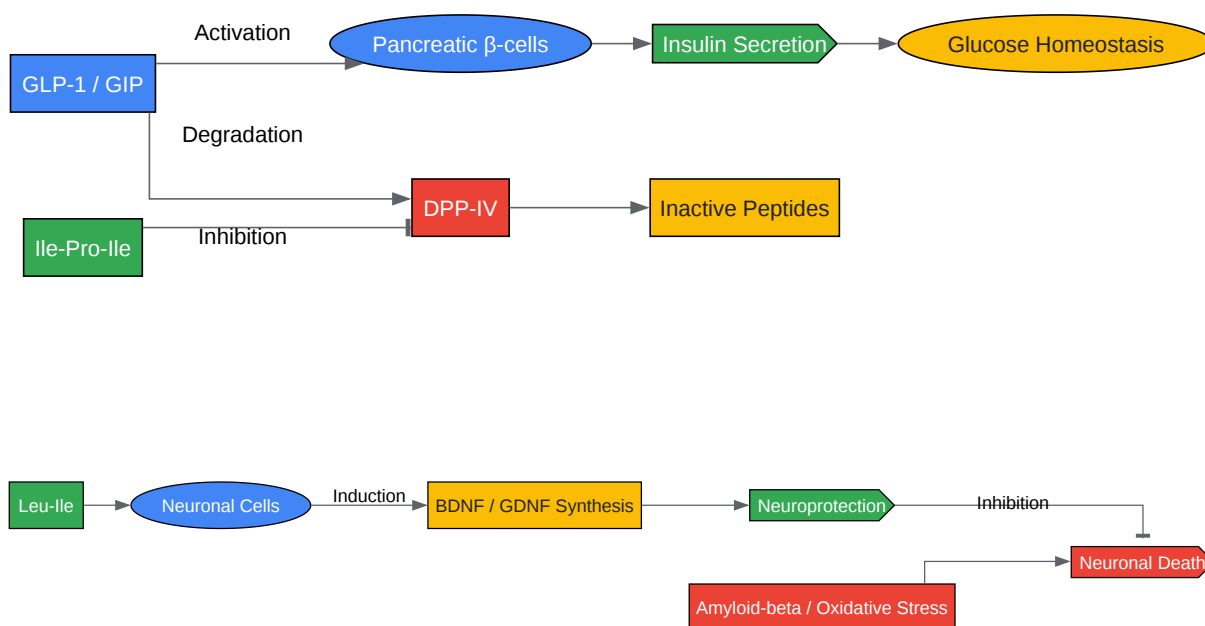 Activation
Pancreatic β-cells
Insulin Secretion
Glucose Homeostasis
GLP-1 / GIP
Degradation
DPP-IV
Inactive Peptides
Ile-Pro-Ile
Inhibition
Leu-Ile
Neuronal Cells
Induction
BDNF / GDNF Synthesis
Neuroprotection
Inhibition
Neuronal Death
Amyloid-beta / Oxidative Stress